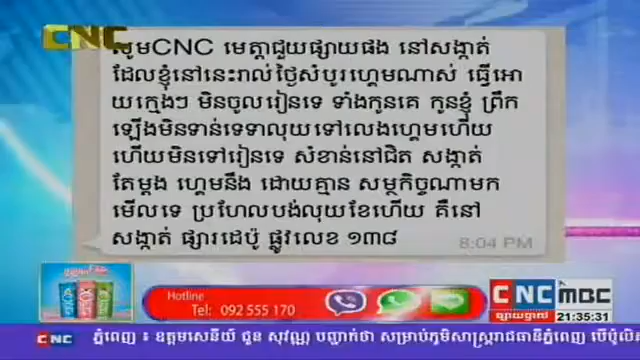 CNC
សូមCNC មេត្តាជួយផ្សាយផង នៅសង្កាត់
ដែលខ្ញុំនៅនេះរាល់ថ្ងៃសំបូរហ្គេមណាស់ ធ្វើអោ
យក្មេងៗ មិនចូលរៀនទេ ទាំងកូនគេ កូនខ្ញុំ ព្រឹក
ឡើងមិនទាន់ទេទាលុយទៅលេងហ្គេមហើយ
ហើយមិនទៅរៀនទេ សំខាន់នៅជិត សង្កាត់
តែម្តង ហ្គេមនឹង ដោយគ្មាន សមត្ថកិច្ចណាមក
មើលទេ ប្រហែលបង់លុយខែហើយ គឺនៅ
សង្កាត់ ផ្សារដេប៉ូ ផ្លូវលេខ ១៣៨
8:04 PM
Hotline
Tel: 092 555 170
CNC MBC
ផ្សាយផ្ទាល់ 21:35:31
CNC ភ្នំពេញ ៖ ឧត្តមសេនីយ៍ ជួន សុវណ្ណ បញ្ជាក់ថា សម្រាប់ភូមិសាស្ត្ររាជធានីភ្នំពេញ បើប៉ូលិស